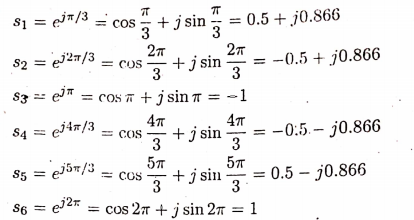 s₁ = e^{jπ/3} = cos π/3 + j sin π/3 = 0.5 + j0.866
s₂ = e^{j2π/3} = cos 2π/3 + j sin 2π/3 = -0.5 + j0.866
s₃ = e^{jπ} = cos π + j sin π = -1
s₄ = e^{j4π/3} = cos 4π/3 + j sin 4π/3 = -0.5 - j0.866
s₅ = e^{j5π/3} = cos 5π/3 + j sin 5π/3 = 0.5 - j0.866
s₆ = e^{j2π} = cos 2π + j sin 2π = 1